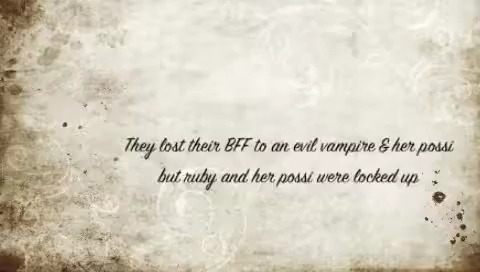 They lost their BFF to an evil vampire & her possi
but ruby and her possi were locked up